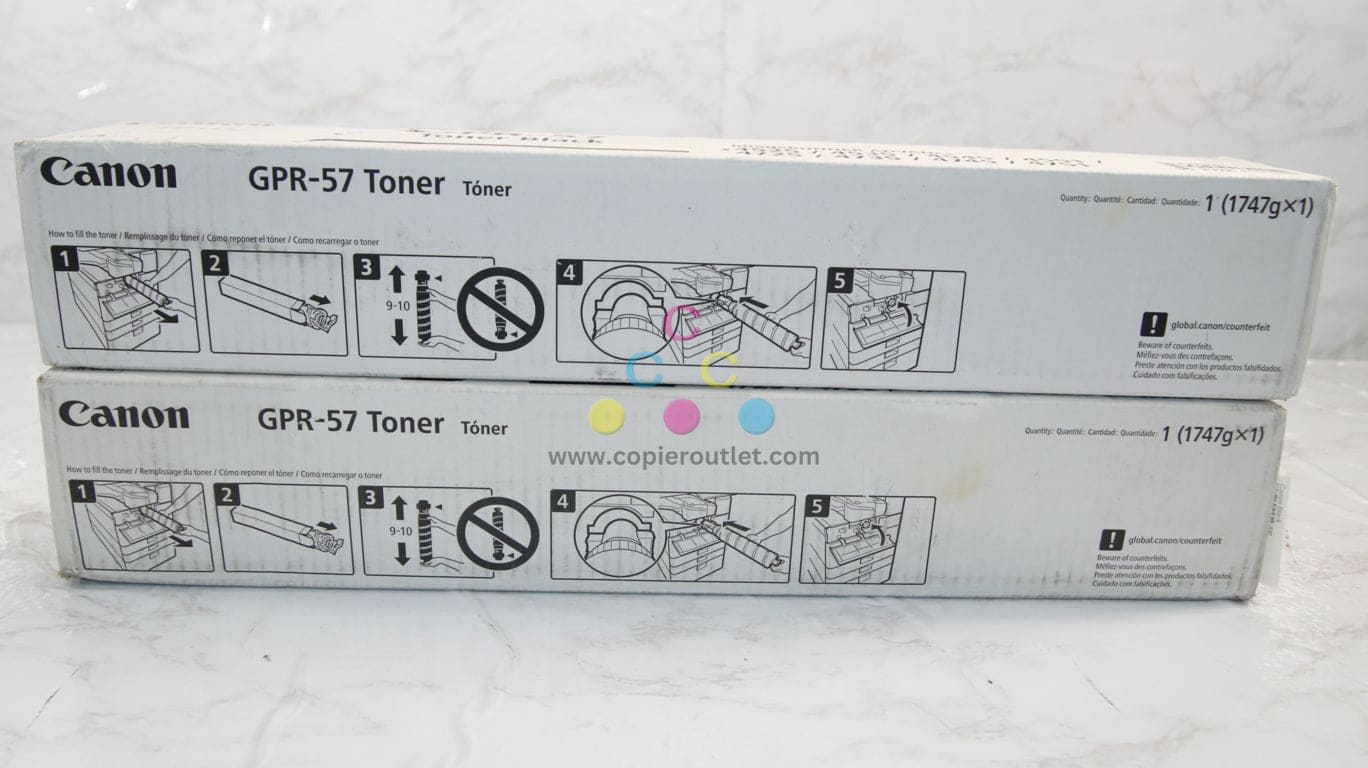 Toner Black
Canon
GPR-57 Toner Tóner
Quantity: Quantité: Cantidad: Quantidade: 1 (1747g×1)
How to fill the toner / Remplissage du toner / Cómo reponer el tóner / Como recarregar o toner
1
2
3
9-10
4
5
! global.canon/counterfeit
Beware of counterfeits.
Méfiez-vous des contrefaçons.
Preste atención con los productos falsificados.
Cuidado com falsificações.
C
C C
www.copieroutlet.com
Canon
GPR-57 Toner Tóner
Quantity: Quantité: Cantidad: Quantidade: 1 (1747g×1)
How to fill the toner / Remplissage du toner / Cómo reponer el tóner / Como recarregar o toner
1
2
3
9-10
4
5
! global.canon/counterfeit
Beware of counterfeits.
Méfiez-vous des contrefaçons.
Preste atención con los productos falsificados.
Cuidado com falsificações.